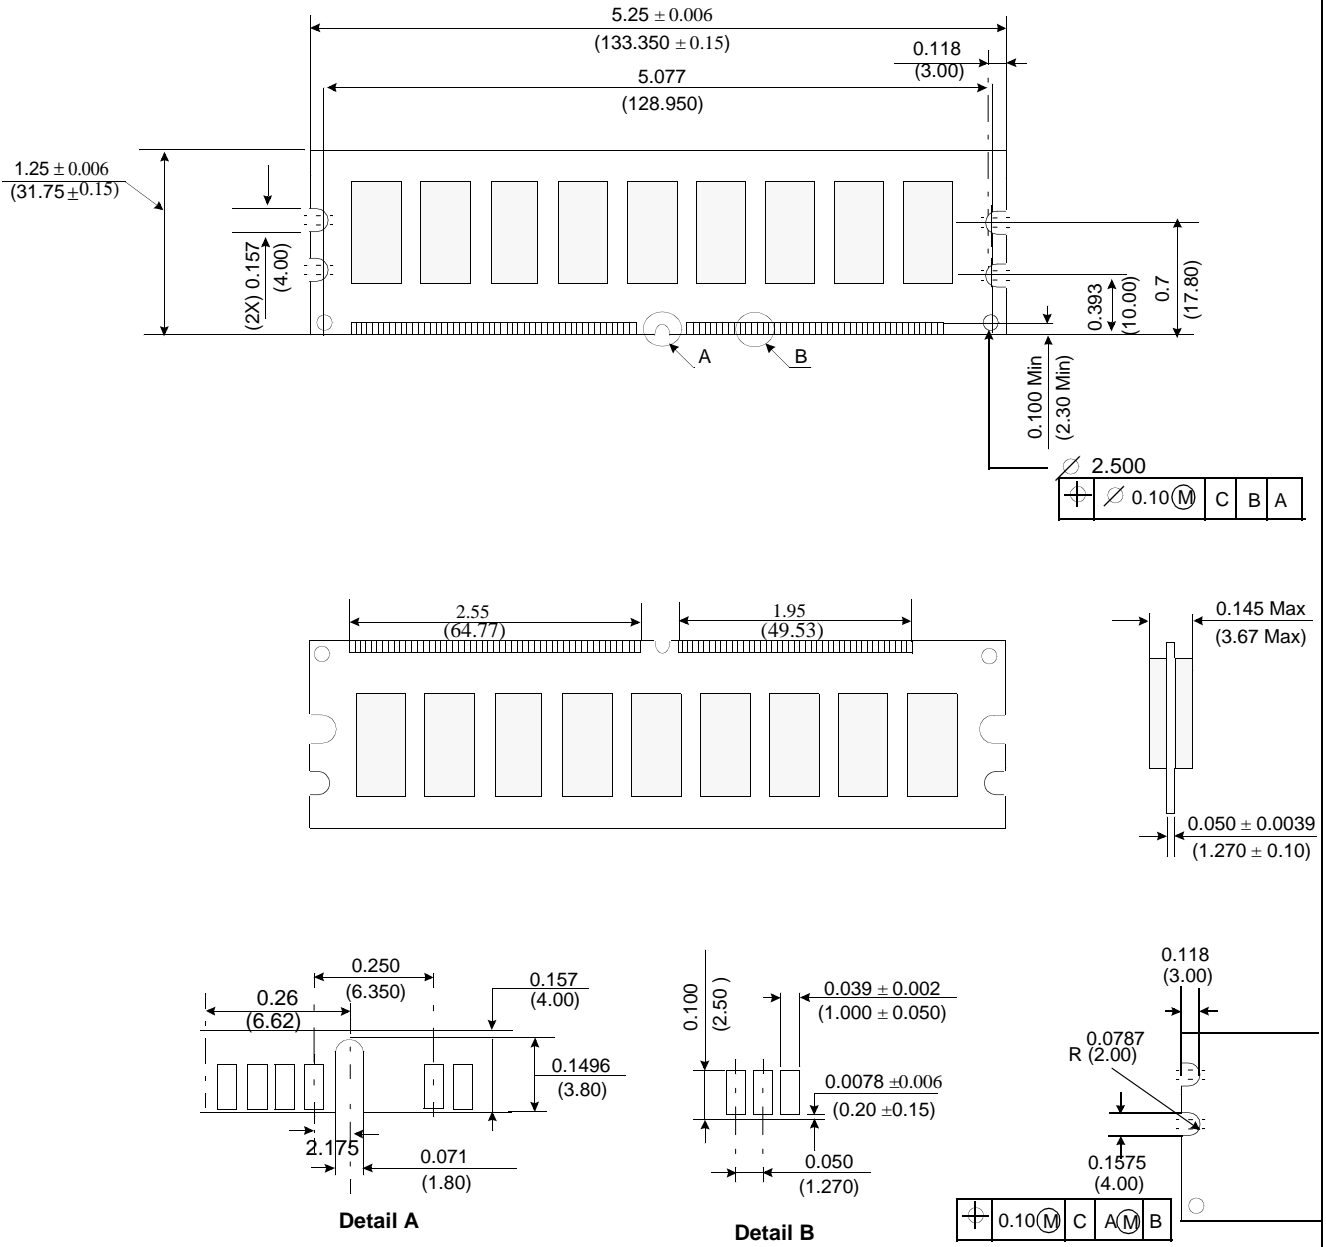 5.25 ± 0.006
(133.350 ± 0.15)
0.118
(3.00)
5.077
(128.950)
1.25 ± 0.006
(31.75 ±0.15)
(2X) 0.157
(4.00)
0.393
(10.00)
0.7
(17.80)
A
B
0.100 Min
(2.30 Min)
2.500
0.10 M C B A
2.55
(64.77)
1.95
(49.53)
0.145 Max
(3.67 Max)
0.050 ± 0.0039
(1.270 ± 0.10)
0.250
(6.350)
0.26
(6.62)
0.157
(4.00)
0.1496
(3.80)
2.175
0.071
(1.80)
Detail A
0.100
(2.50 )
0.039 ± 0.002
(1.000 ± 0.050)
0.0078 ±0.006
(0.20 ±0.15)
0.050
(1.270)
Detail B
0.118
(3.00)
0.0787
R (2.00)
0.1575
(4.00)
0.10 M C A M B